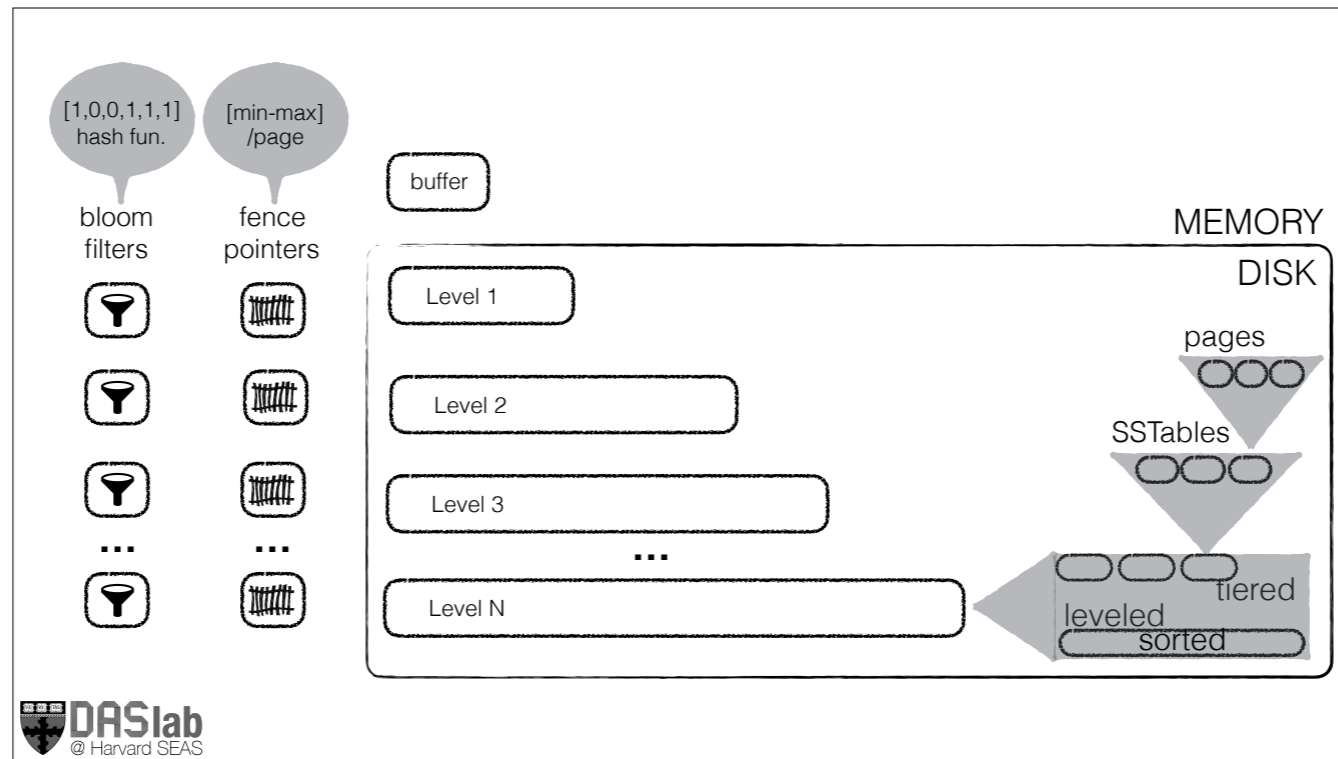 [1,0,0,1,1,1]
hash fun.
[min-max]
/page
bloom
filters
fence
pointers
buffer
MEMORY
DISK
Level 1
pages
Level 2
SSTables
Level 3
...
...
...
Level N
tiered
leveled
sorted
DASlab
@ Harvard SEAS